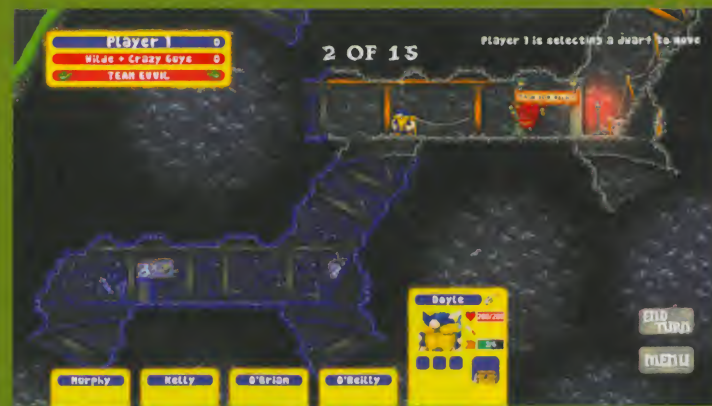 Player 1 0
Wilde + Crazy Guys 0
TEAM EUUIL
2 OF 15
Player 1 is selecting a dwarf to move
Doyle
200/200
END TURN
MENU
Murphy
Kelly
O'Brian
O'Reilly